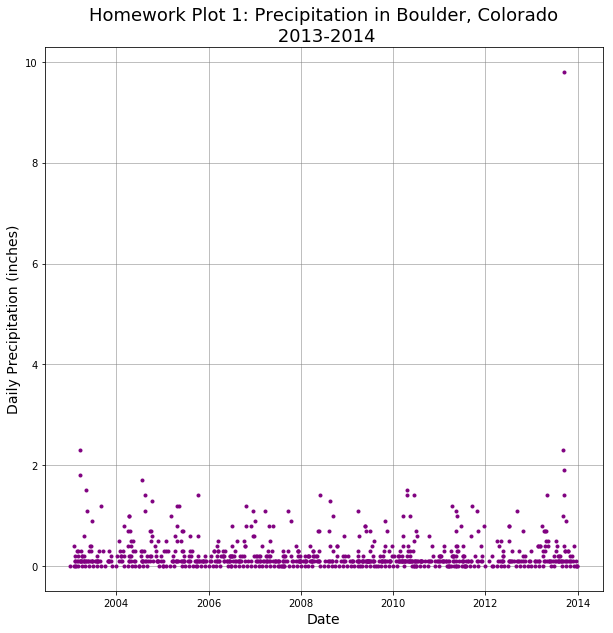 Homework Plot 1: Precipitation in Boulder, Colorado
2013-2014
10
8
6
4
2
0
Daily Precipitation (inches)
2004 2006 2008 2010 2012 2014
Date